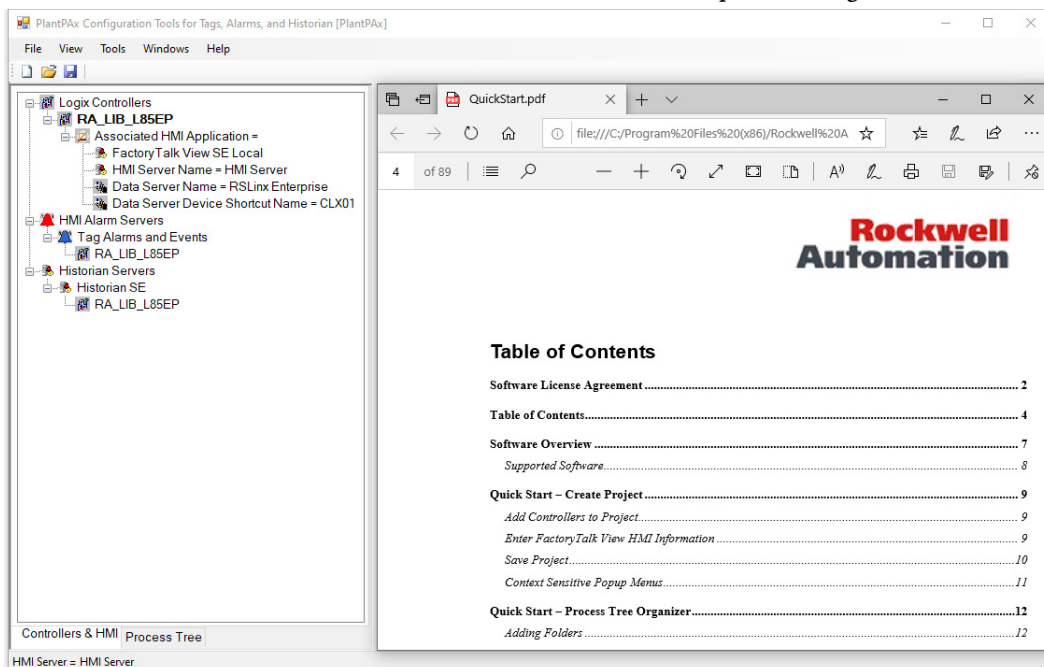 PlantPAx Configuration Tools for Tags, Alarms, and Historian [PlantPAx]
File View Tools Windows Help
Logix Controllers
RA_LIB_L85EP
Associated HMI Application =
FactoryTalk View SE Local
HMI Server Name = HMI Server
Data Server Name = RSLinx Enterprise
Data Server Device Shortcut Name = CLX01
HMI Alarm Servers
Tag Alarms and Events
RA_LIB_L85EP
Historian Servers
Historian SE
RA_LIB_L85EP
Controllers & HMI Process Tree
HMI Server = HMI Server
QuickStart.pdf
file:///C:/Program%20Files%20(x86)/Rockwell%20A
4 of 89
Rockwell
Automation
Table of Contents
Software License Agreement 2
Table of Contents 4
Software Overview 7
Supported Software 8
Quick Start – Create Project 9
Add Controllers to Project 9
Enter FactoryTalk View HMI Information 9
Save Project 10
Context Sensitive Popup Menus 11
Quick Start – Process Tree Organizer 12
Adding Folders 12